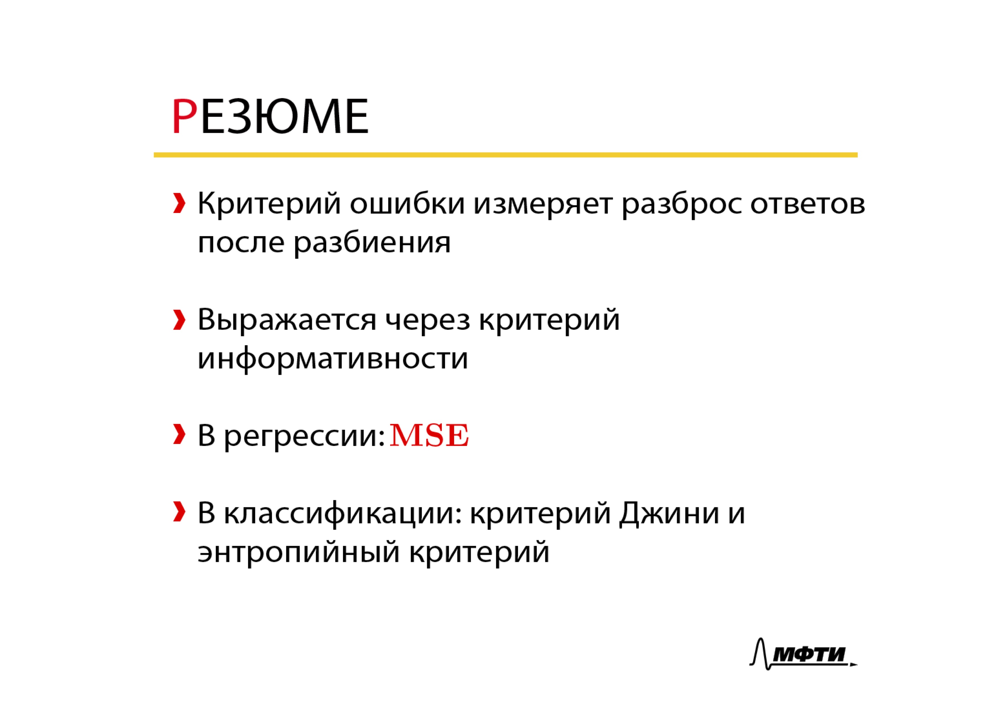 РЕЗЮМЕ
Критерий ошибки измеряет разброс ответов
после разбиения
Выражается через критерий
информативности
В регрессии: MSE
В классификации: критерий Джини и
энтропийный критерий
МФТИ